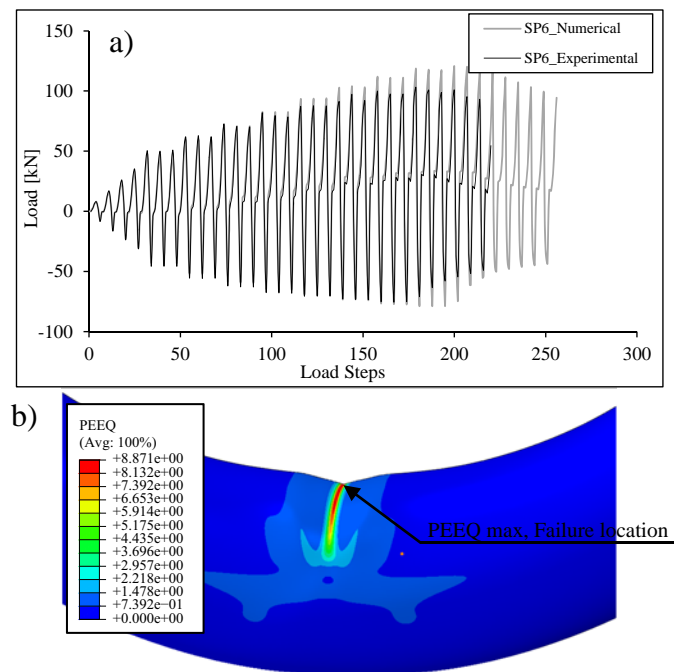 a)
SP6_Numerical
SP6_Experimental
150
100
50
0
-50
-100
Load [kN]
0
50
100
150
200
250
300
Load Steps
b)
PEEQ
(Avg: 100%)
+8.871e+00
+8.132e+00
+7.392e+00
+6.653e+00
+5.914e+00
+5.175e+00
+4.435e+00
+3.696e+00
+2.957e+00
+2.218e+00
+1.478e+00
+7.392e−01
+0.000e+00
PEEQ max, Failure location